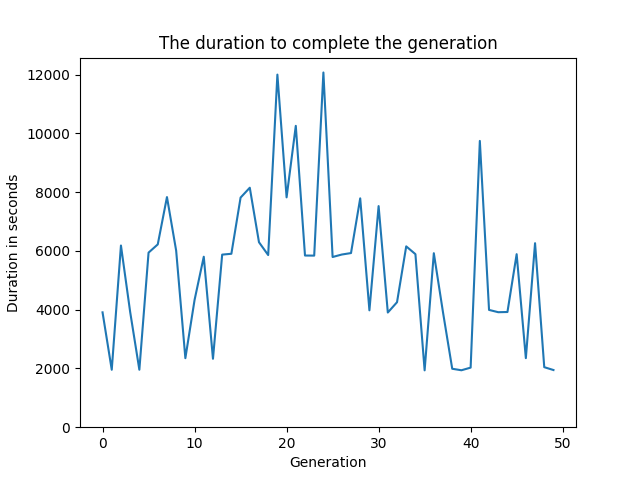 The duration to complete the generation
12000
10000
8000
6000
4000
2000
0
Duration in seconds
0 10 20 30 40 50
Generation